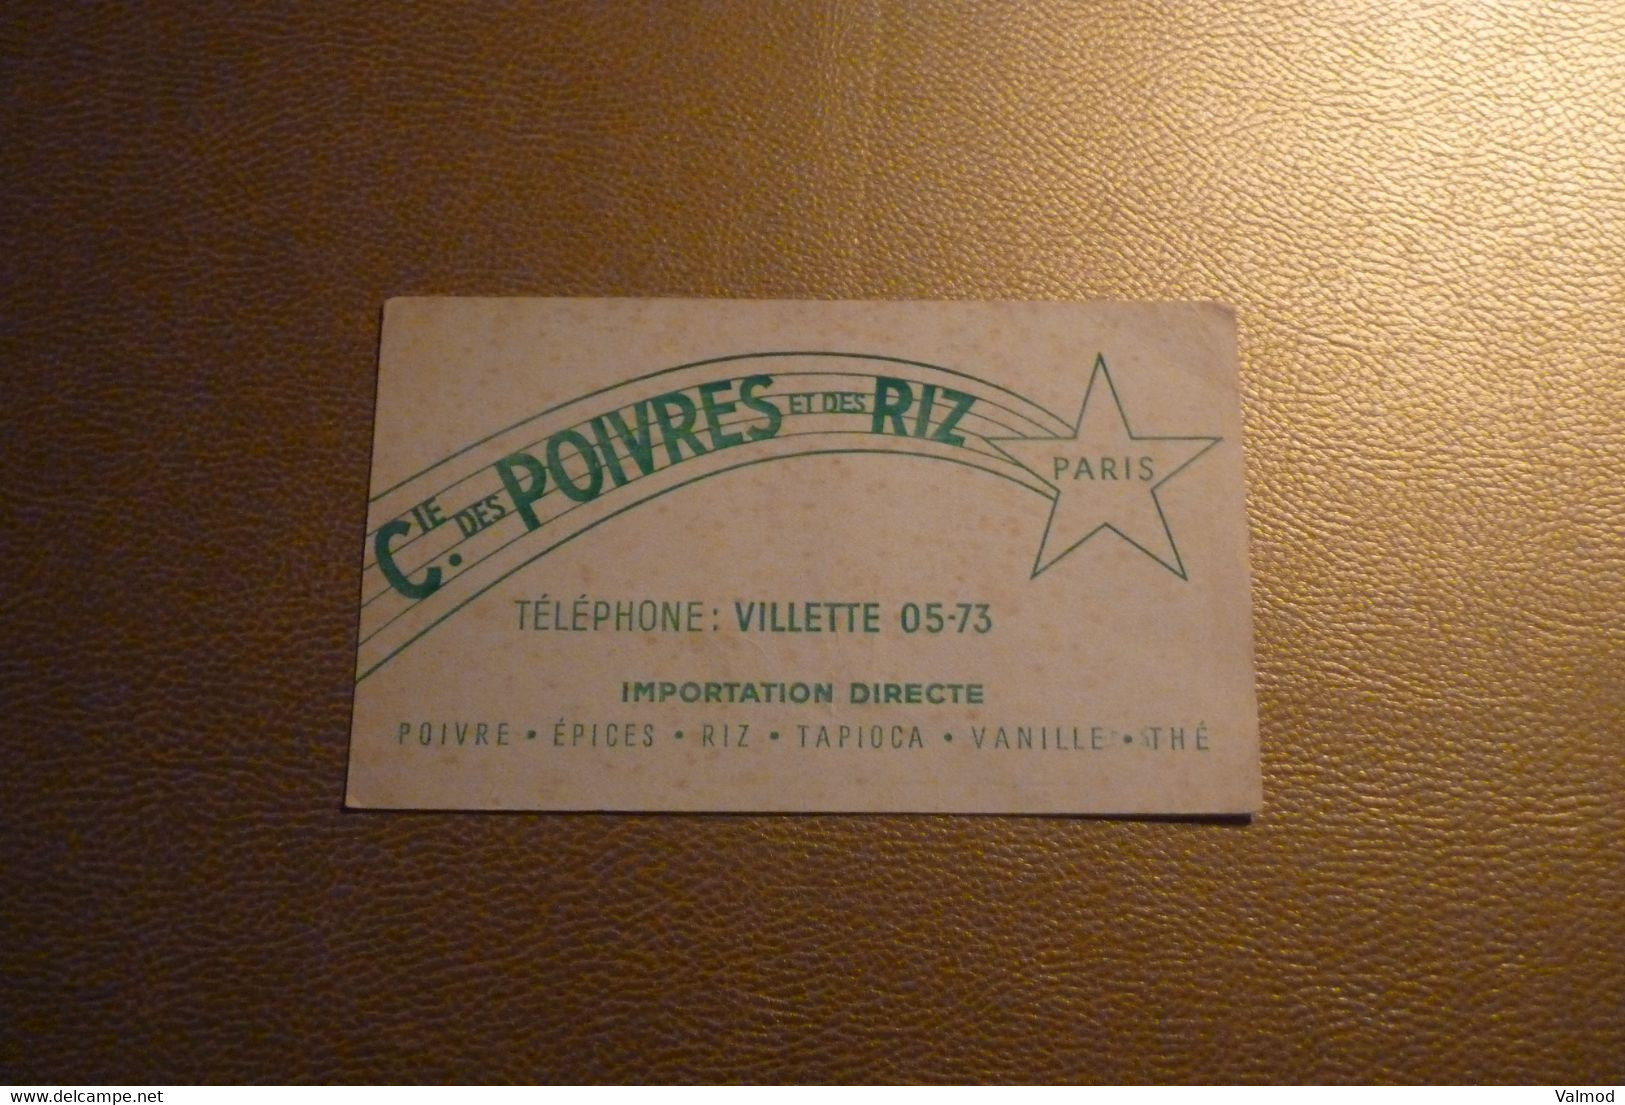 Cie. DES POIVRES ET DES RIZ
PARIS
TÉLÉPHONE: VILLETTE 05-73
IMPORTATION DIRECTE
POIVRE • ÉPICES • RIZ • TAPIOCA • VANILLE • THÉ
delcampe.net
Valmod